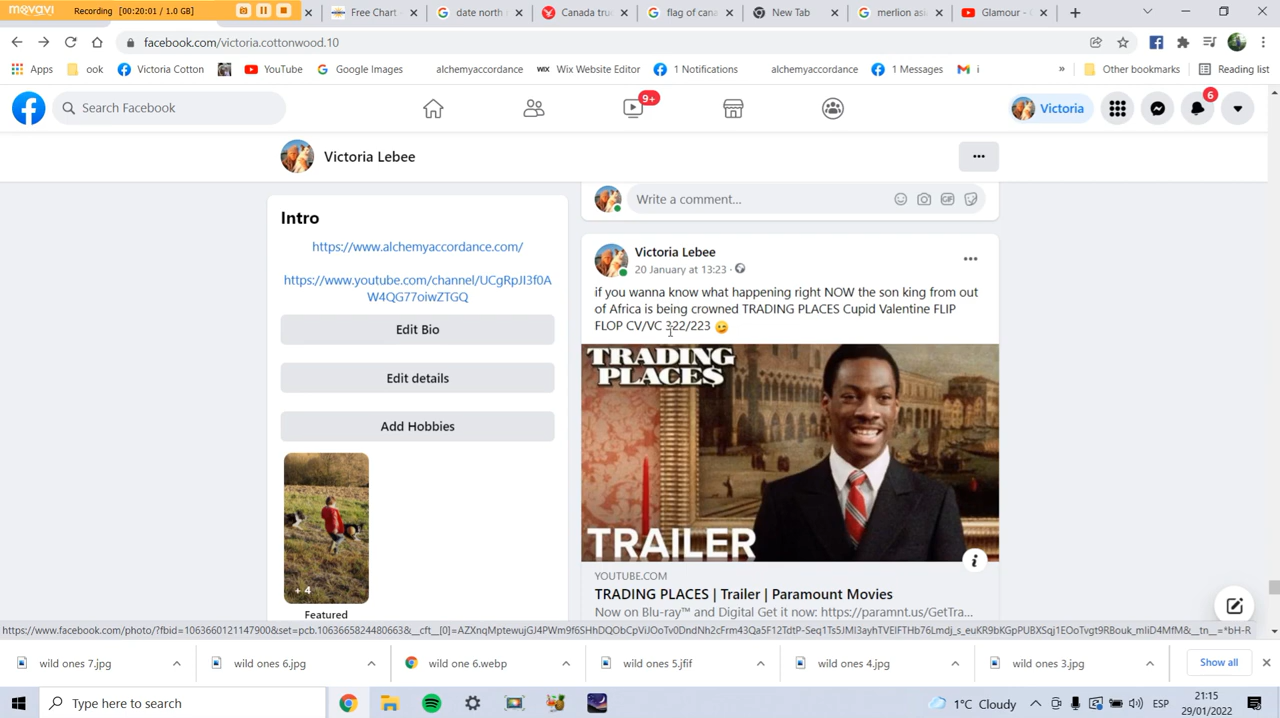 movavi Recording [00:20:01 / 1.0 GB]
Free Chart -
date north
Canada tru
flag of cana
New Tab
merlion asi
Glamour -
facebook.com/victoria.cottonwood.10
Apps
ook
Victoria Cotton
YouTube
Google Images
alchemyaccordance
WIX Wix Website Editor
1 Notifications
alchemyaccordance
1 Messages
i
»
Other bookmarks
Reading list
Search Facebook
9+
Victoria
6
Victoria Lebee
Intro
https://www.alchemyaccordance.com/
https://www.youtube.com/channel/UCgRpJI3f0A
W4QG77oiwZTGQ
Edit Bio
Edit details
Add Hobbies
+ 4
Featured
Write a comment...
Victoria Lebee
20 January at 13:23 ·
if you wanna know what happening right NOW the son king from out
of Africa is being crowned TRADING PLACES Cupid Valentine FLIP
FLOP CV/VC 322/223
TRADING
PLACES
TRAILER
YOUTUBE.COM
TRADING PLACES | Trailer | Paramount Movies
Now on Blu-ray™ and Digital Get it now: https://paramnt.us/GetTra...
wild ones 7.jpg
wild ones 6.jpg
wild one 6.webp
wild ones 5.jfif
wild ones 4.jpg
wild ones 3.jpg
Show all
Type here to search
1°C Cloudy
ESP
21:15
29/01/2022